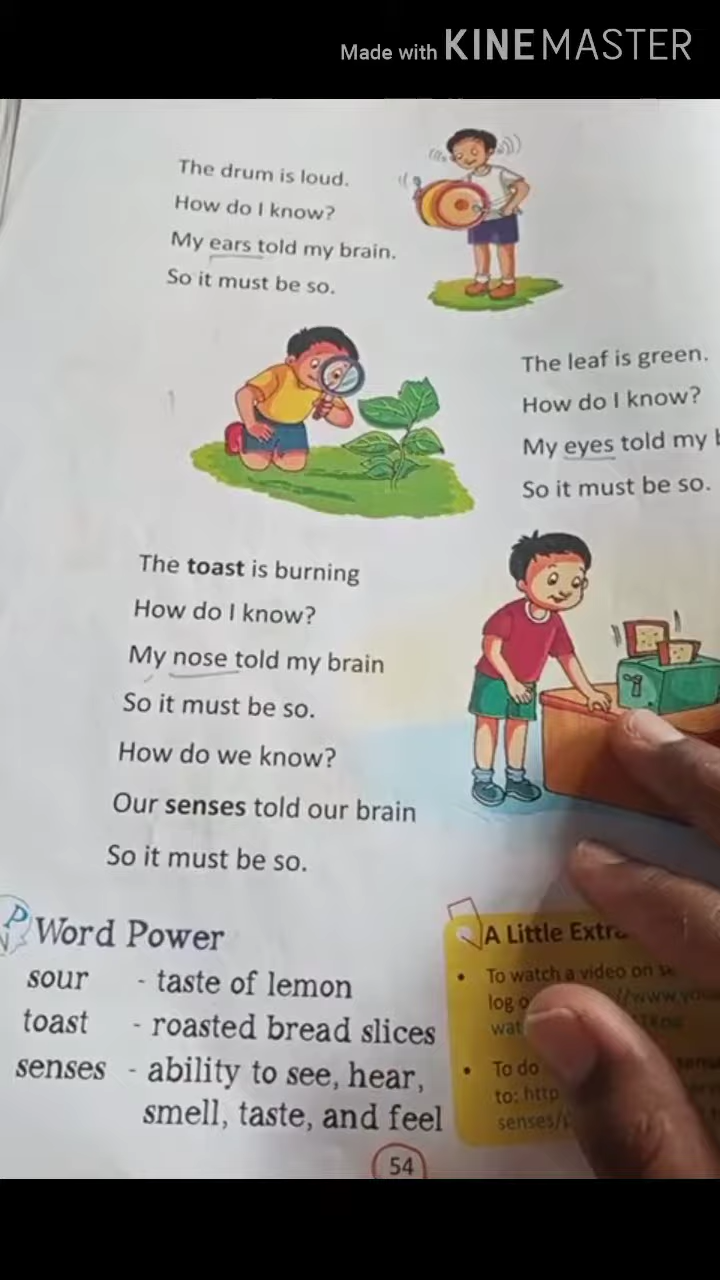 Made with KINEMASTER
The drum is loud.
How do I know?
My ears told my brain.
So it must be so.
The leaf is green.
How do I know?
My eyes told my
So it must be so.
The toast is burning
How do I know?
My nose told my brain
So it must be so.
How do we know?
Our senses told our brain
So it must be so.
Word Power
sour - taste of lemon
toast - roasted bread slices
senses - ability to see, hear,
smell, taste, and feel
A Little
• To watch a video on
log
• To do
to: http
senses/
54